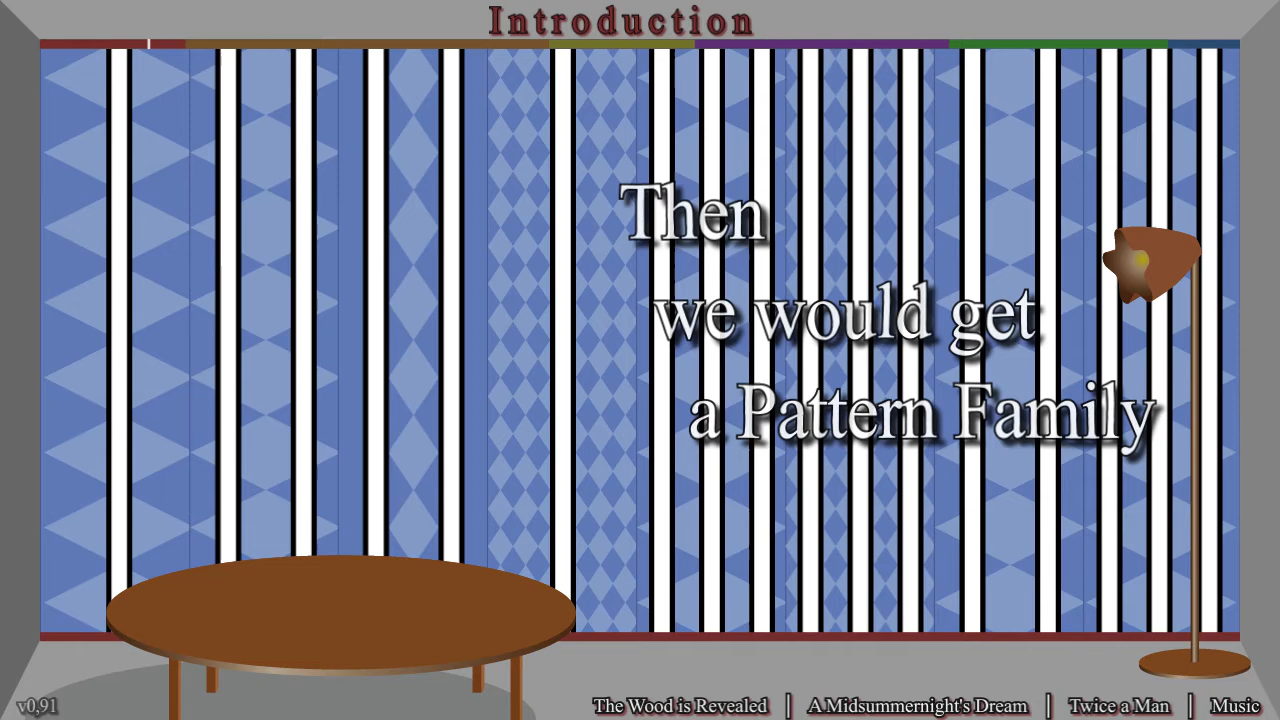 Introduction
Then
we would get
a Pattern Family
v0,91
The Wood is Revealed | A Midsummernight's Dream | Twice a Man | Music